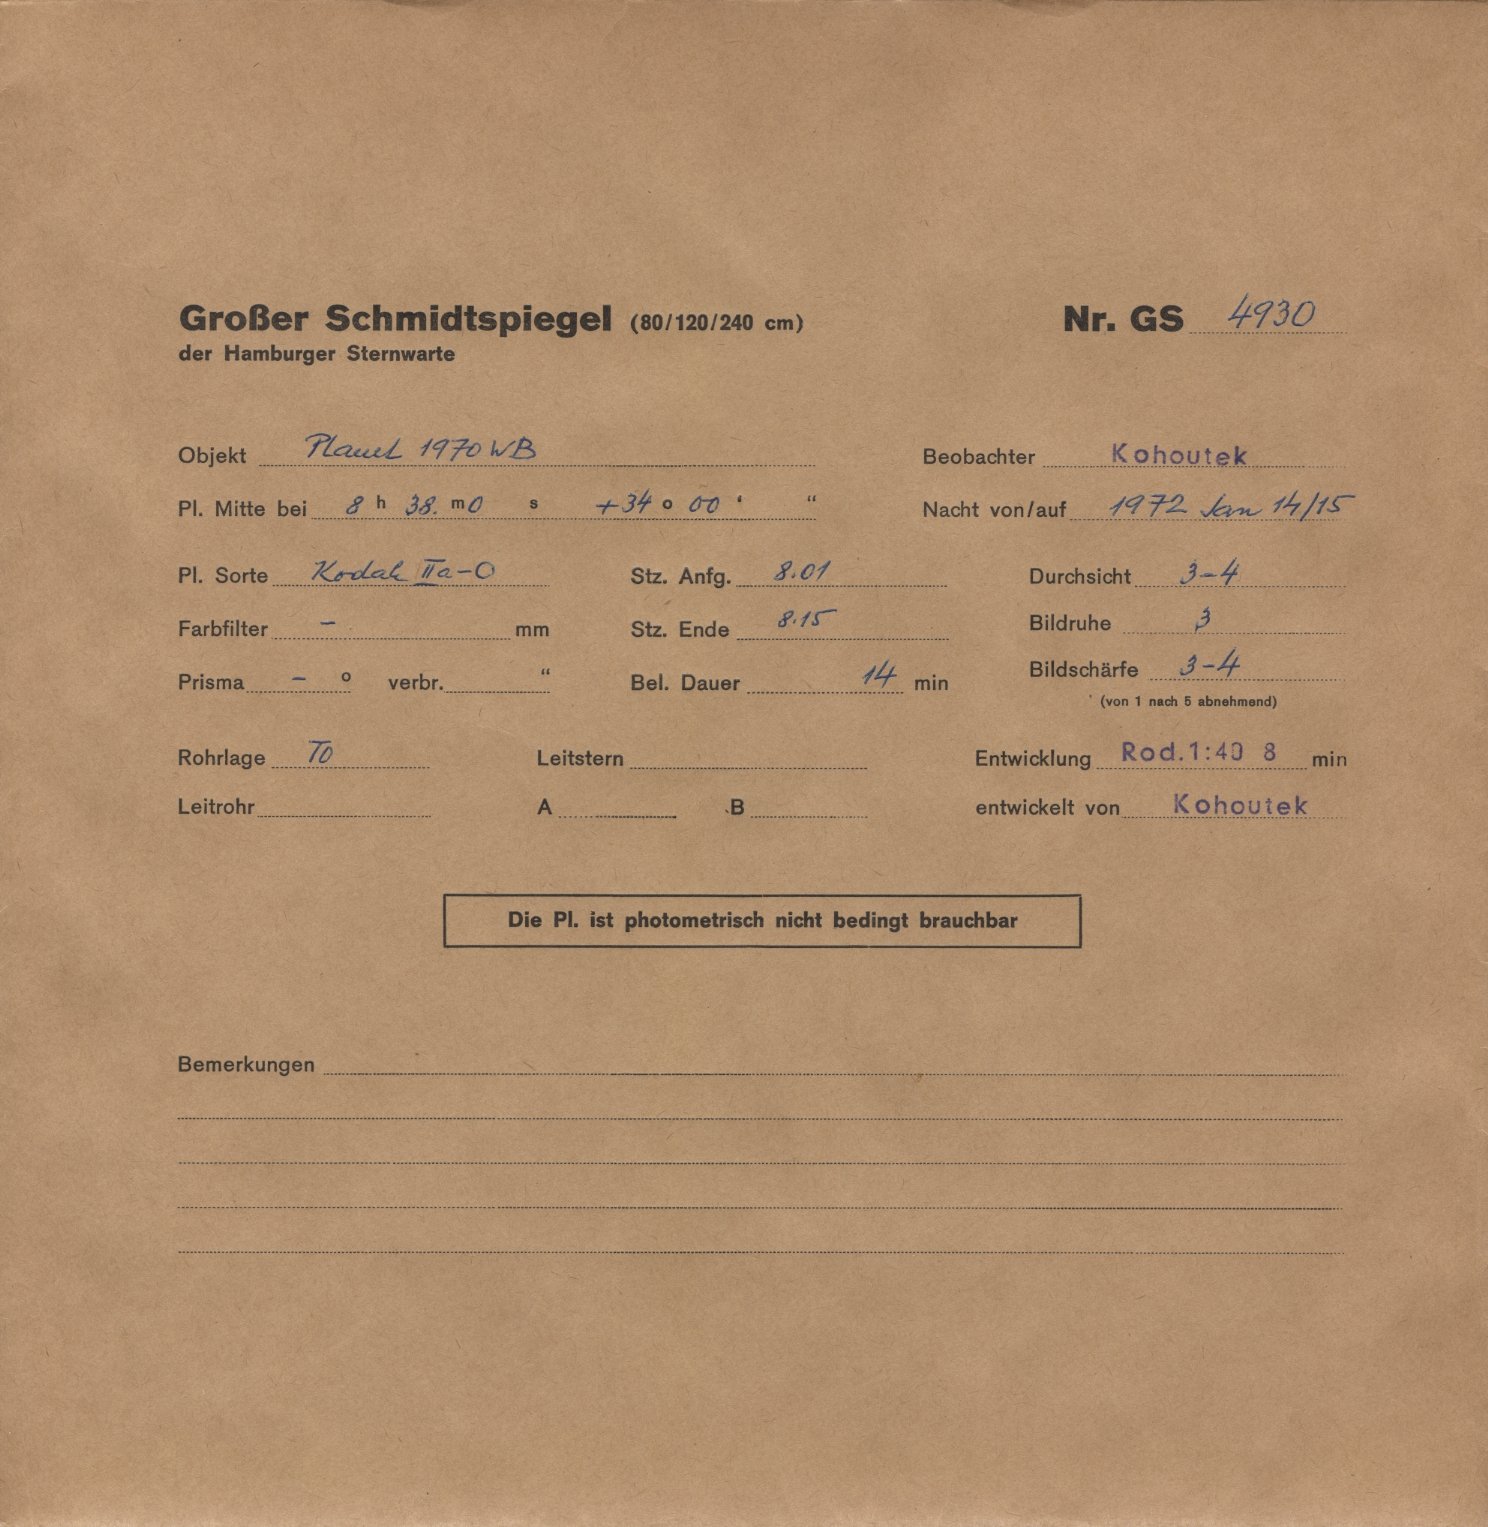 Großer Schmidtspiegel (80/120/240 cm) Nr. GS 4930
der Hamburger Sternwarte
Objekt Planet 1970 WB Beobachter Kohoutek
Pl. Mitte bei 8 h 38. m 0 s +34 o 00 ‘ “ Nacht von/auf 1972 Jan 14/15
Pl. Sorte Kodak IIa-O Stz. Anfg. 8.01 Durchsicht 3-4
Farbfilter – mm Stz. Ende 8.15 Bildruhe 3
Prisma – o verbr. “ Bel. Dauer 14 min Bildschärfe 3-4
(von 1 nach 5 abnehmend)
Rohrlage TO Leitstern Entwicklung Rod.1:40 8 min
Leitrohr A B entwickelt von Kohoutek
Die Pl. ist photometrisch nicht bedingt brauchbar
Bemerkungen